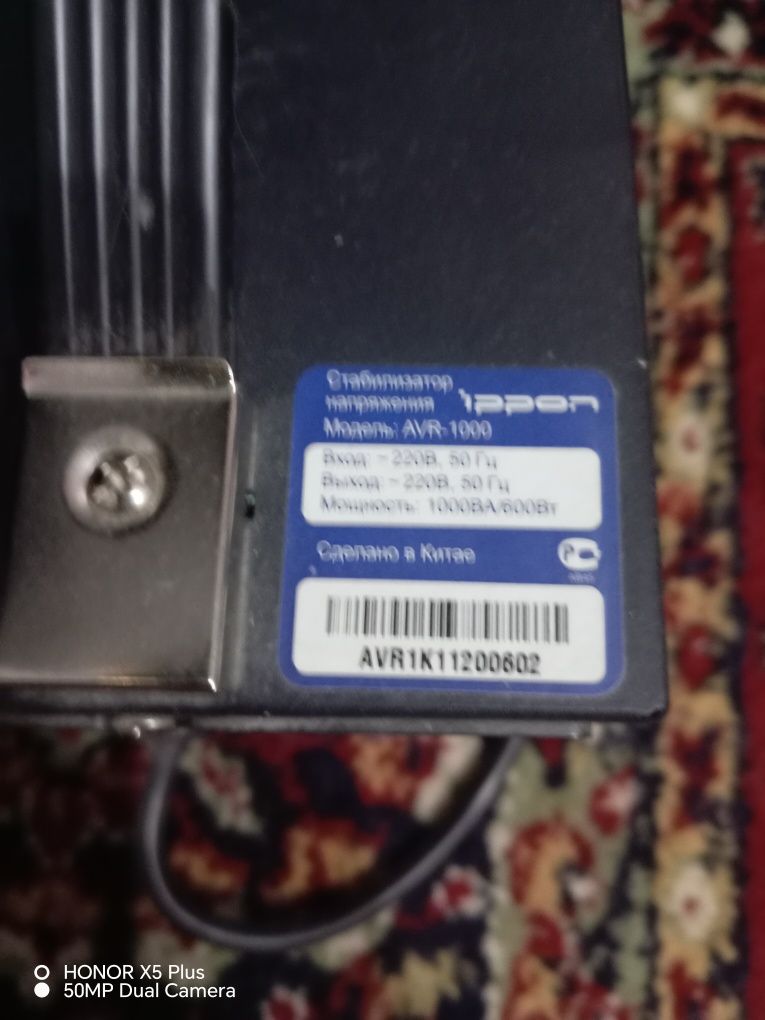 Стабилизатор
напряжения ippon
Модель: AVR-1000
Вход: ~220В, 50 Гц
Выход: ~220В, 50 Гц
Мощность: 1000ВА/600Вт
Сделано в Китае
AVR1K11200602
HONOR X5 Plus
50MP Dual Camera